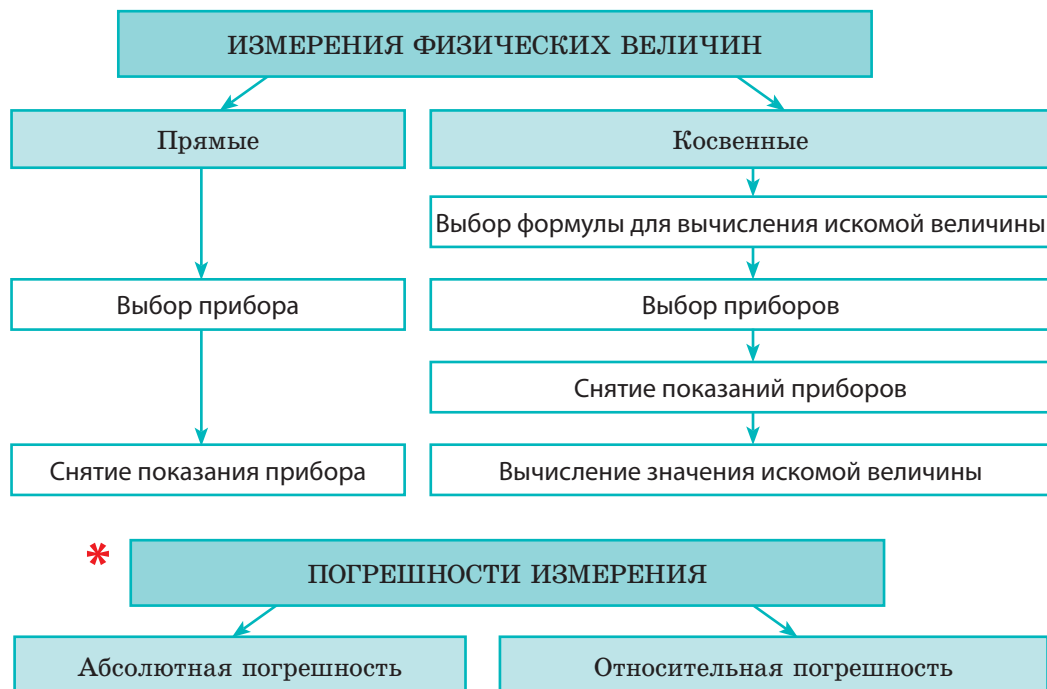 ИЗМЕРЕНИЯ ФИЗИЧЕСКИХ ВЕЛИЧИН
Прямые
Косвенные
Выбор формулы для вычисления искомой величины
Выбор прибора
Выбор приборов
Снятие показаний приборов
Снятие показания прибора
Вычисление значения искомой величины
* ПОГРЕШНОСТИ ИЗМЕРЕНИЯ
Абсолютная погрешность
Относительная погрешность